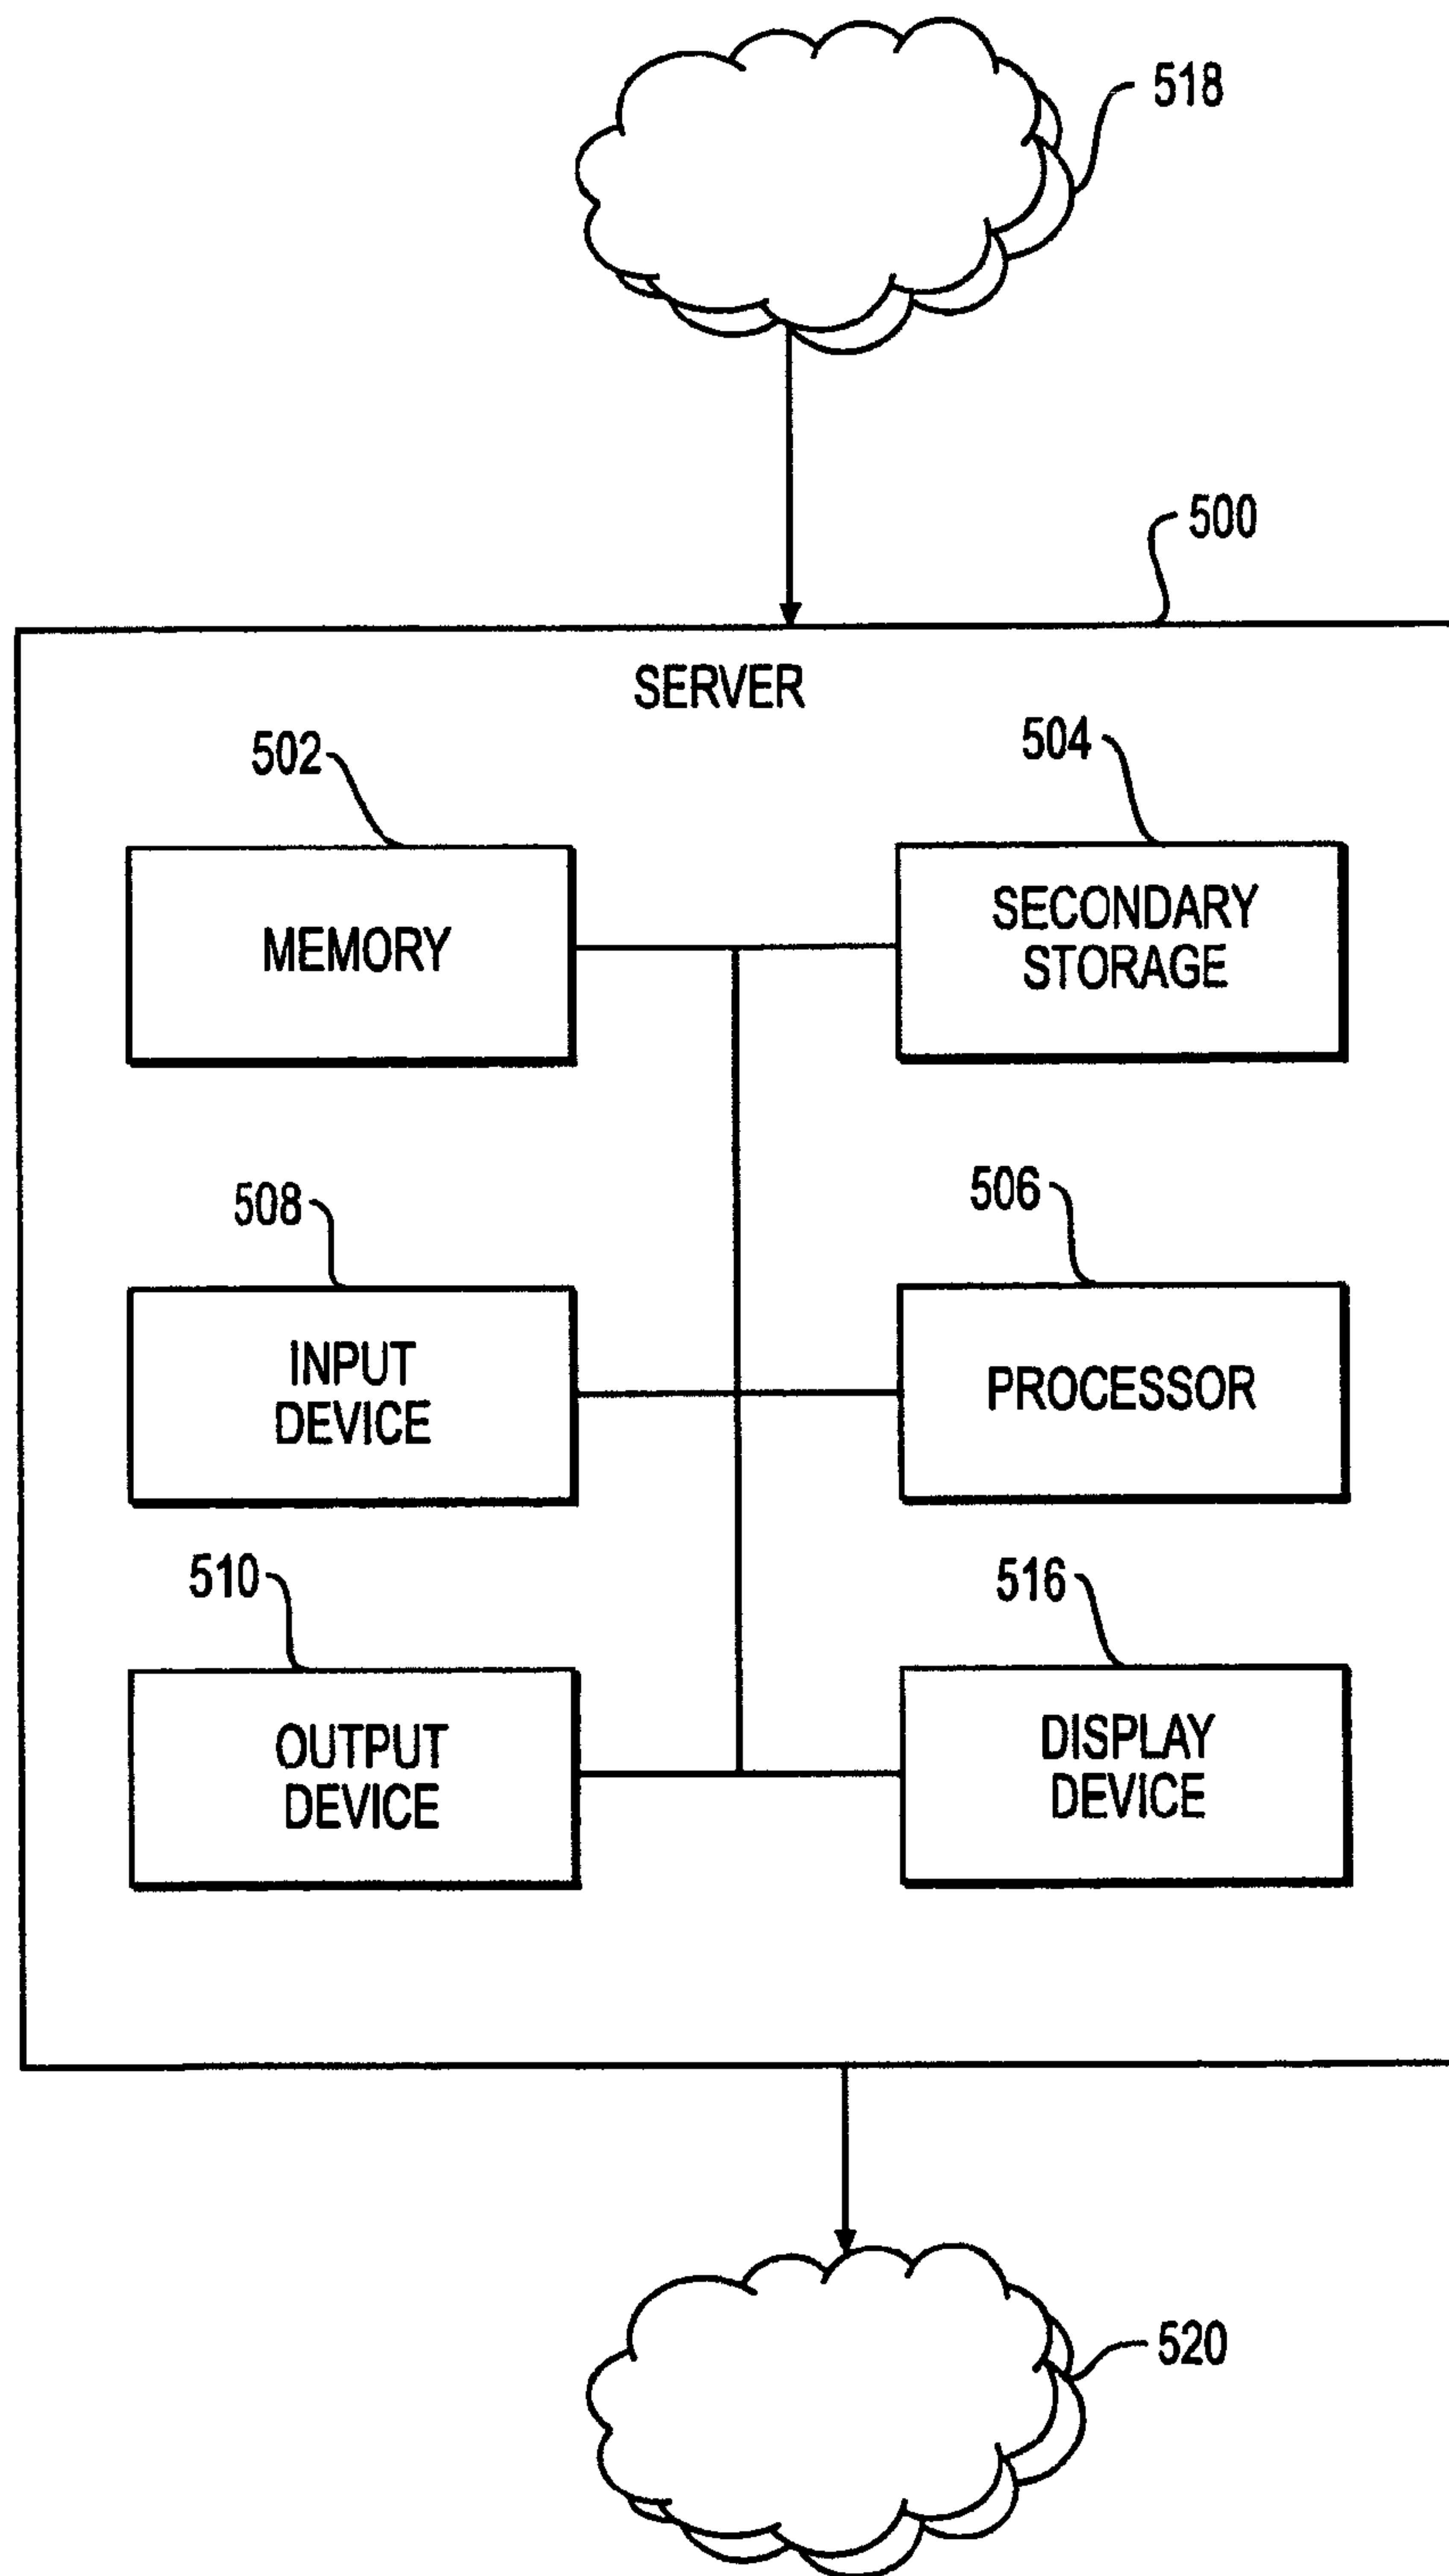 518
500
SERVER
502
504
MEMORY
SECONDARY
STORAGE
508
506
INPUT
DEVICE
PROCESSOR
510
516
OUTPUT
DEVICE
DISPLAY
DEVICE
520